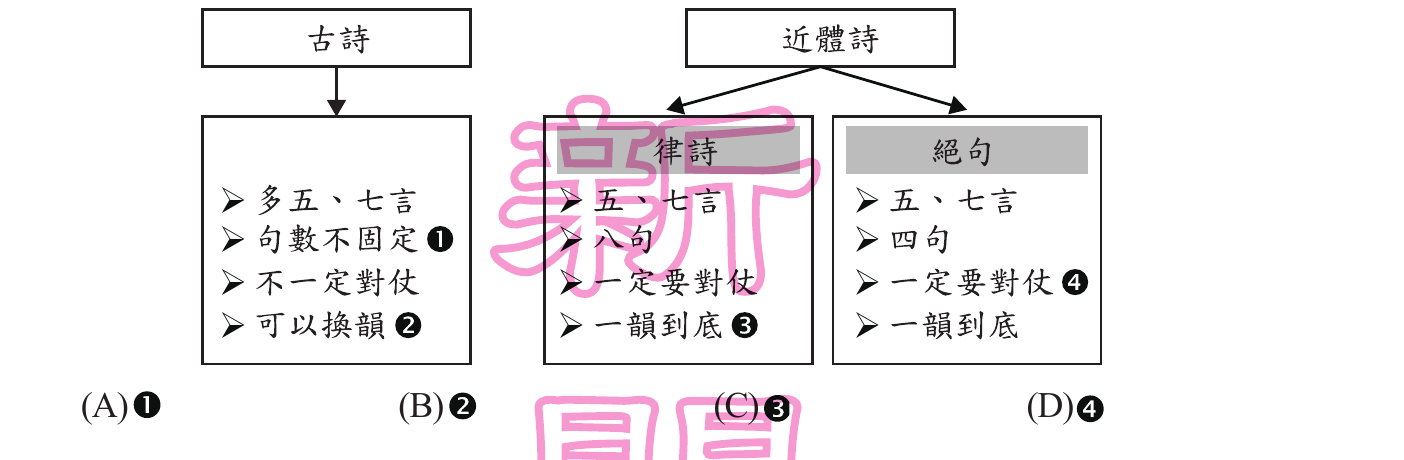 古詩
近體詩
多五、七言
句數不固定❶
不一定對仗
可以換韻❷
律詩
五、七言
八句
一定要對仗
一韻到底❸
絕句
五、七言
四句
一定要對仗❹
一韻到底
(A)❶ (B)❷ (C)❸ (D)❹